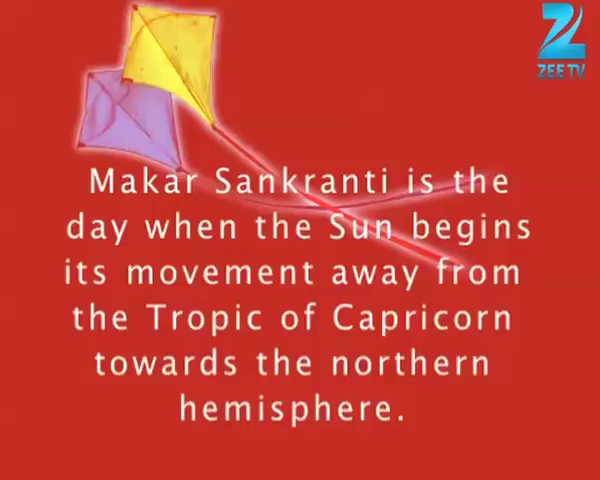 ZEE TV
Makar Sankranti is the
day when the Sun begins
its movement away from
the Tropic of Capricorn
towards the northern
hemisphere.